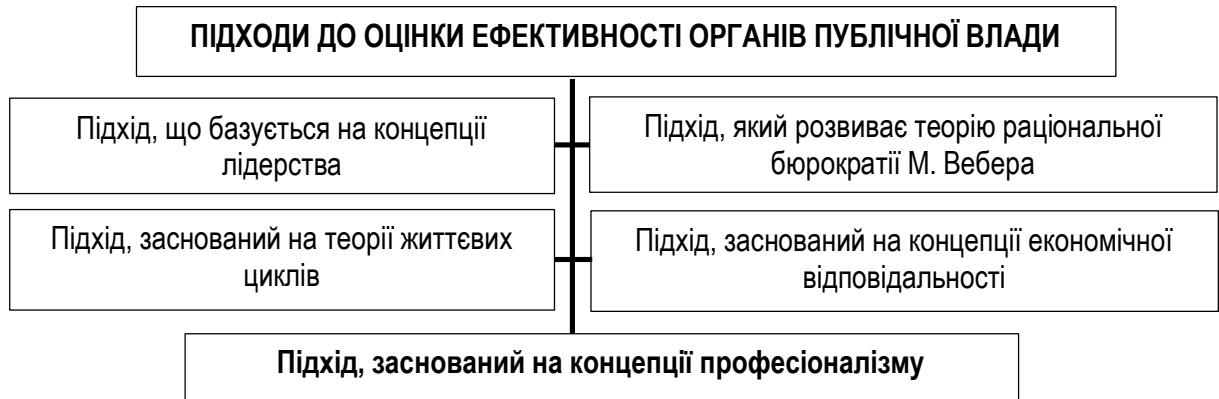 ПІДХОДИ ДО ОЦІНКИ ЕФЕКТИВНОСТІ ОРГАНІВ ПУБЛІЧНОЇ ВЛАДИ
Підхід, що базується на концепції
лідерства
Підхід, який розвиває теорію раціональної
бюрократії М. Вебера
Підхід, заснований на теорії життєвих
циклів
Підхід, заснований на концепції економічної
відповідальності
Підхід, заснований на концепції професіоналізму